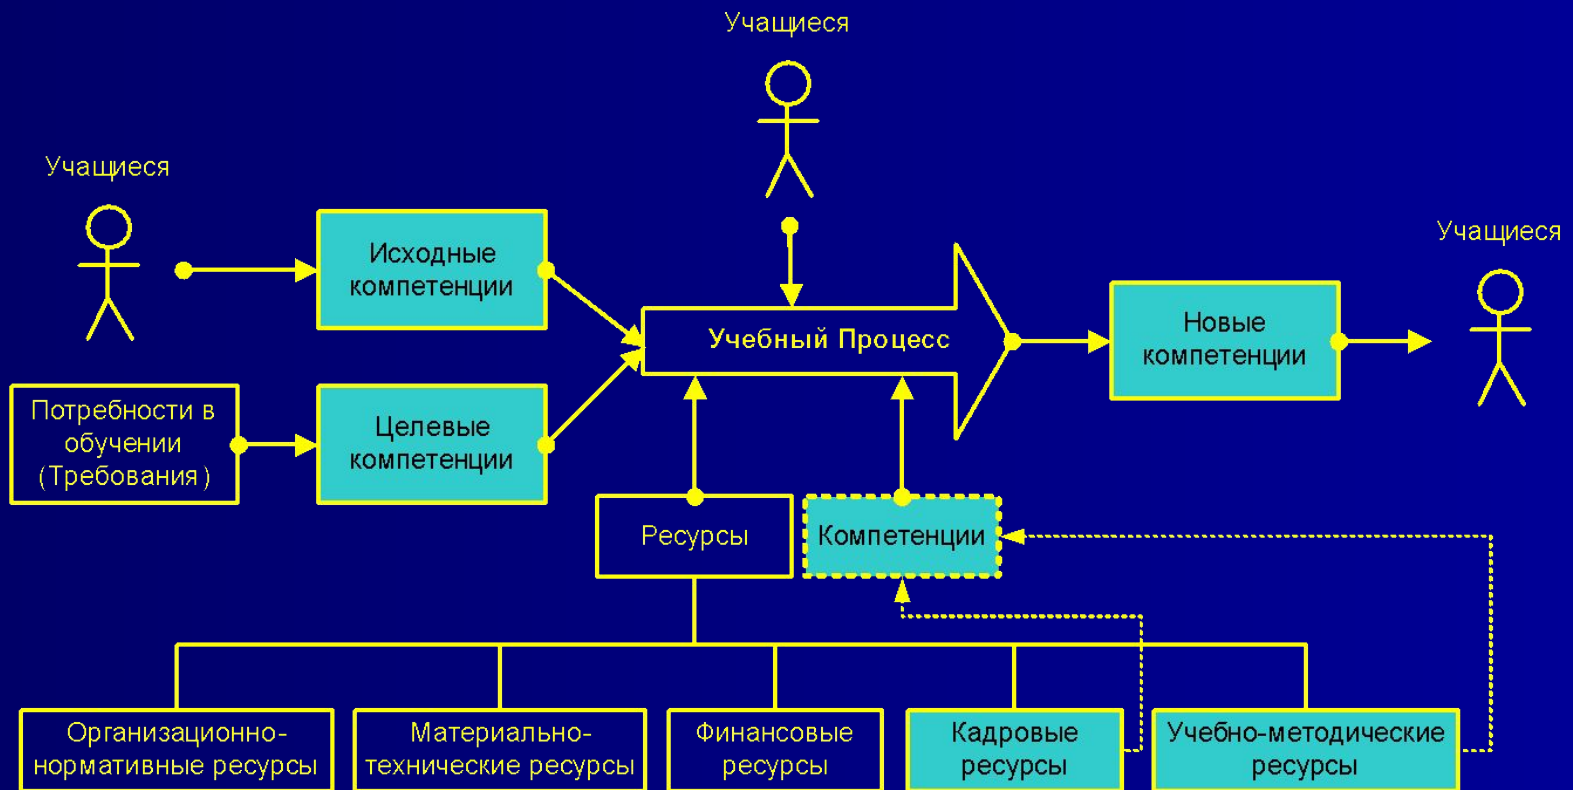 Учащиеся
Учащиеся
Исходные
компетенции
Учащиеся
Учебный Процесс
Новые
компетенции
Потребности в
обучении
(Требования)
Целевые
компетенции
Ресурсы
Компетенции
Организационно-
нормативные ресурсы
Материально-
технические ресурсы
Финансовые
ресурсы
Кадровые
ресурсы
Учебно-методические
ресурсы